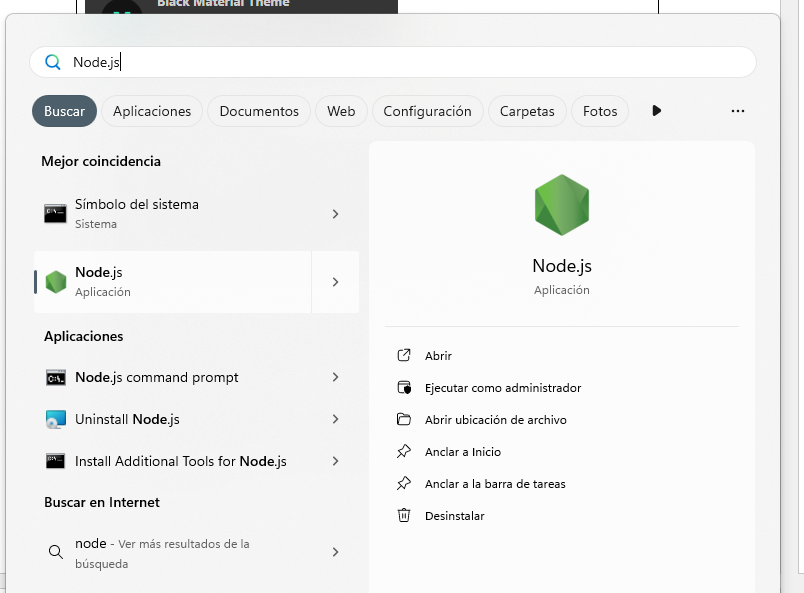 Black Material Theme
Node.js
Buscar
Aplicaciones
Documentos
Web
Configuración
Carpetas
Fotos
Mejor coincidencia
Símbolo del sistema
Sistema
Node.js
Aplicación
Aplicaciones
Node.js command prompt
Uninstall Node.js
Install Additional Tools for Node.js
Buscar en Internet
node - Ver más resultados de la
búsqueda
Node.js
Aplicación
Abrir
Ejecutar como administrador
Abrir ubicación de archivo
Anclar a Inicio
Anclar a la barra de tareas
Desinstalar